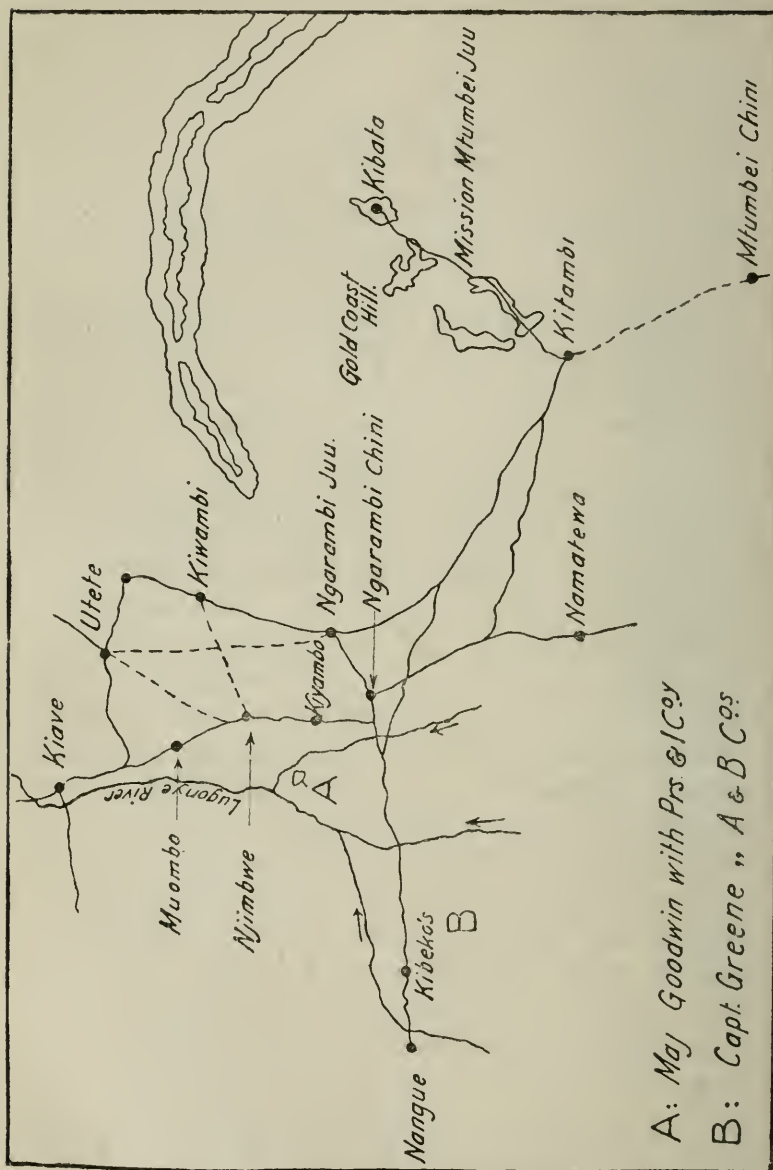 Kiave
Utete
Kiwambi
Muombo
Njimbwe
Lugonye River
Kiyambo
Ngarambi Juu.
Ngarambi Chini
A
Nangue
Kibeko's
B
Namatewa
Gold Coast
Hill.
Kibata
Mission Mtumbei Juu
Kitambi
Mtumbei Chini
A: Maj Goodwin with Prs. & I Coy
B: Capt. Greene „ A & B Cos